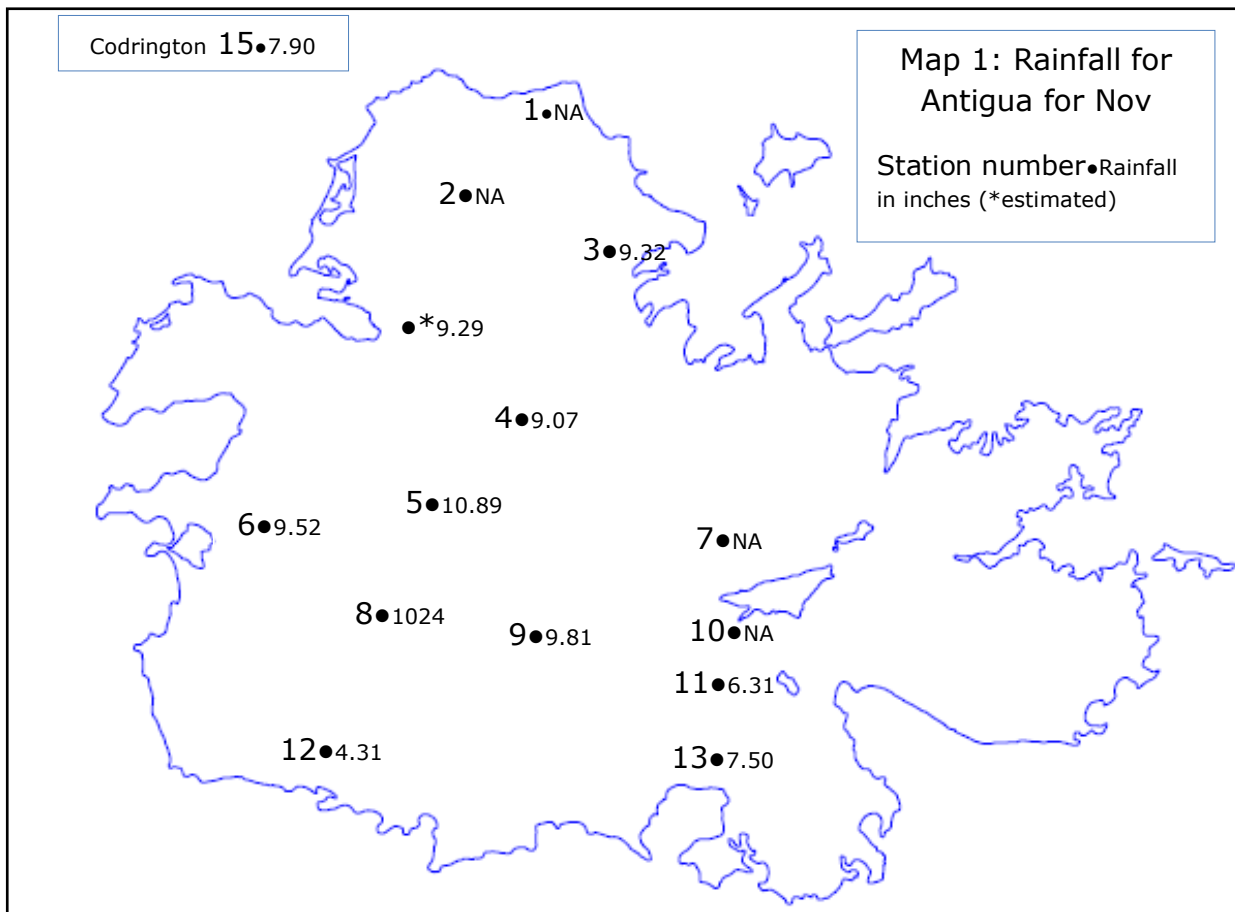 Codrington 15●7.90
Map 1: Rainfall for
Antigua for Nov
Station number●Rainfall
in inches (*estimated)
1●NA
2●NA
3●9.32
●*9.29
4●9.07
5●10.89
6●9.52
7●NA
8●1024
9●9.81
10●NA
11●6.31
12●4.31
13●7.50